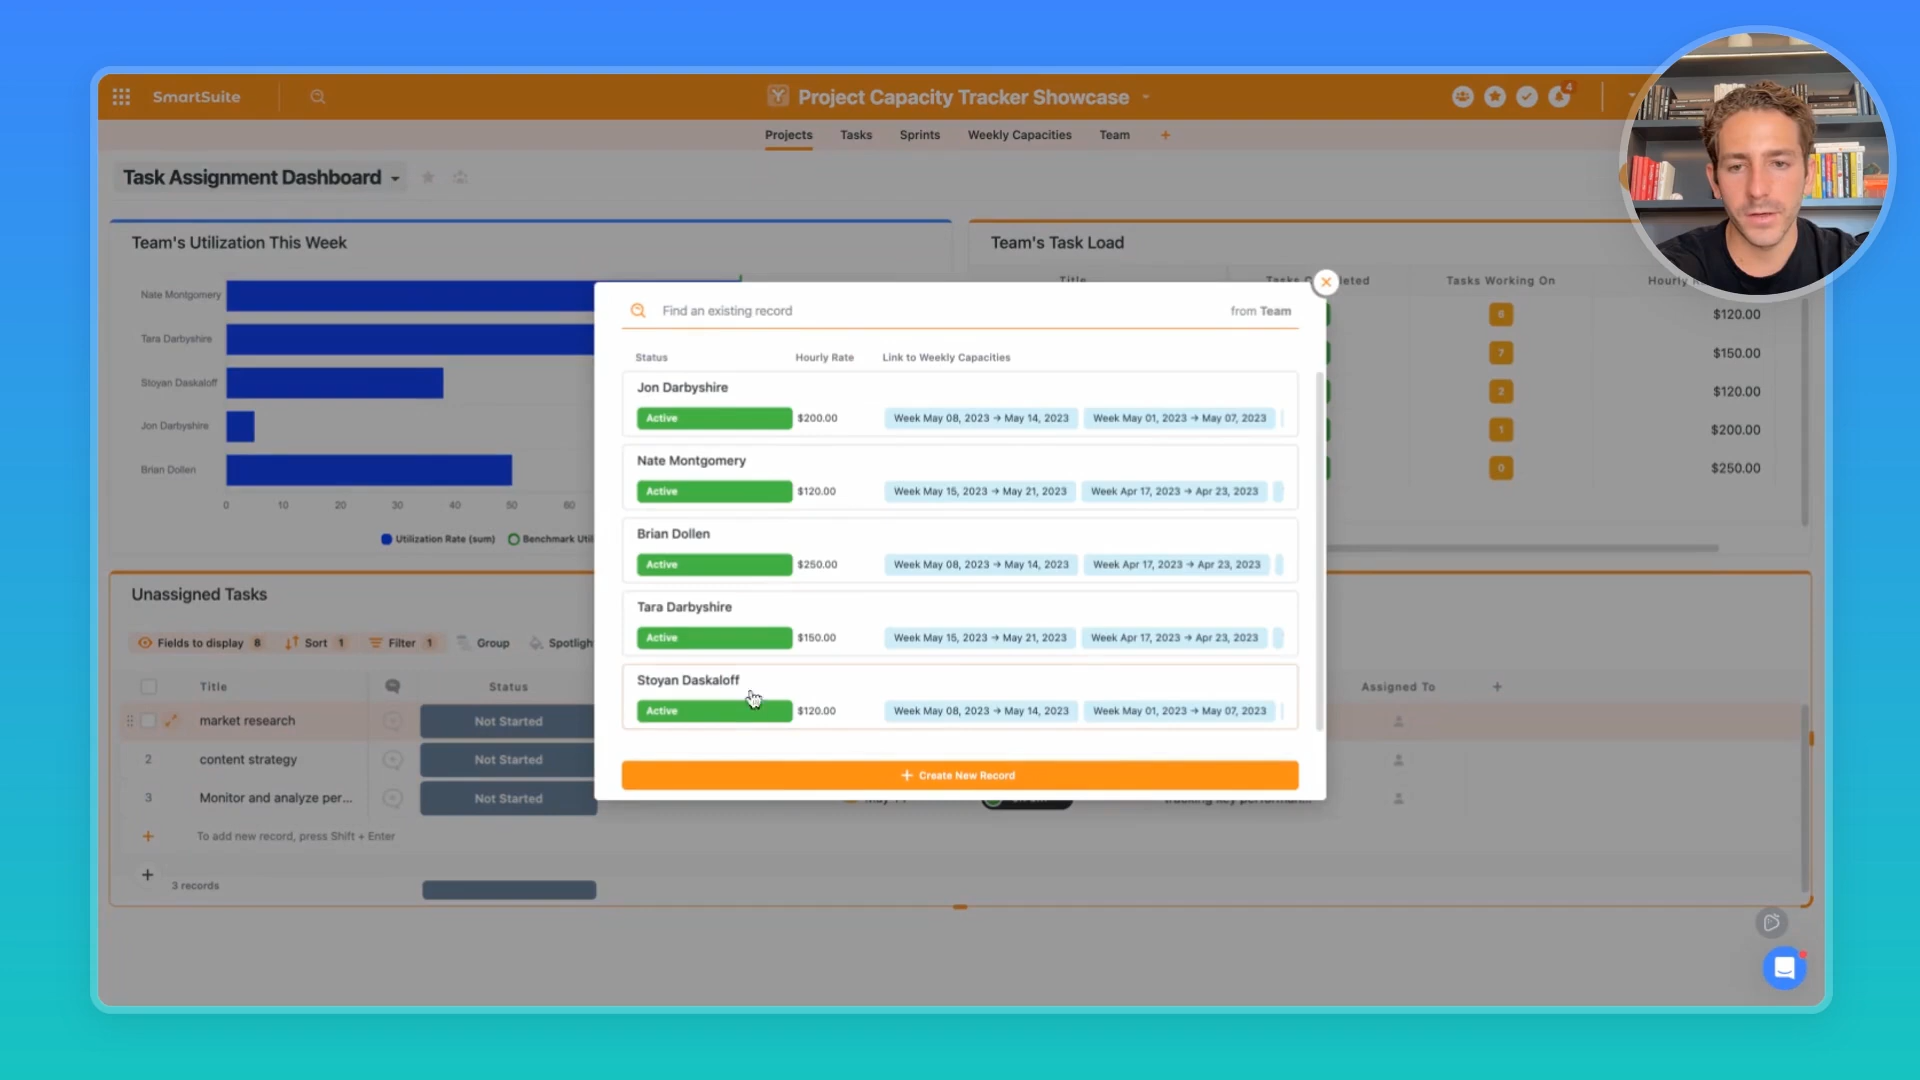 SmartSuite
Project Capacity Tracker Showcase
4
Projects Tasks Sprints Weekly Capacities Team +
Task Assignment Dashboard
Team's Utilization This Week
Nate Montgomery
Tara Darbyshire
Stoyan Daskaloff
Jon Darbyshire
Brian Dollen
0 10 20 30 40 50 60
Utilization Rate (sum) Benchmark Util
Team's Task Load
Title Tasks Working On
6 $120.00
7 $150.00
2 $120.00
1 $200.00
0 $250.00
Find an existing record from Team
Status Hourly Rate Link to Weekly Capacities
Jon Darbyshire
Active $200.00 Week May 08, 2023 → May 14, 2023 Week May 01, 2023 → May 07, 2023
Nate Montgomery
Active $120.00 Week May 15, 2023 → May 21, 2023 Week Apr 17, 2023 → Apr 23, 2023
Brian Dollen
Active $250.00 Week May 08, 2023 → May 14, 2023 Week Apr 17, 2023 → Apr 23, 2023
Tara Darbyshire
Active $150.00 Week May 15, 2023 → May 21, 2023 Week Apr 17, 2023 → Apr 23, 2023
Stoyan Daskaloff
Active $120.00 Week May 08, 2023 → May 14, 2023 Week May 01, 2023 → May 07, 2023
+ Create New Record
Unassigned Tasks
Fields to display 8 Sort 1 Filter 1 Group Spotligh
Title Status Assigned To +
market research Not Started
2 content strategy Not Started
3 Monitor and analyze per... Not Started
+ To add new record, press Shift + Enter
+ 3 records